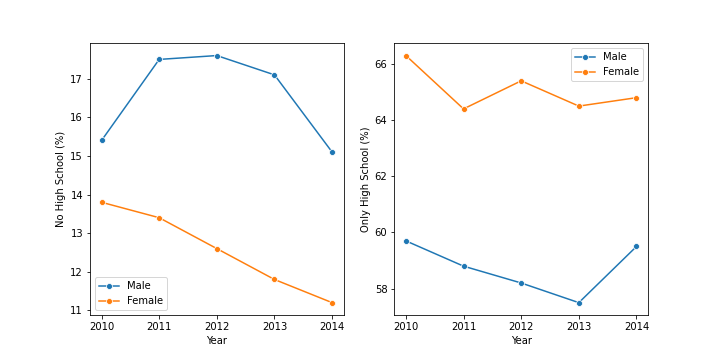 No High School (%)
17
16
15
14
13
12
11
Male
Female
2010 2011 2012 2013 2014
Year
Only High School (%)
66
64
62
60
58
Male
Female
2010 2011 2012 2013 2014
Year